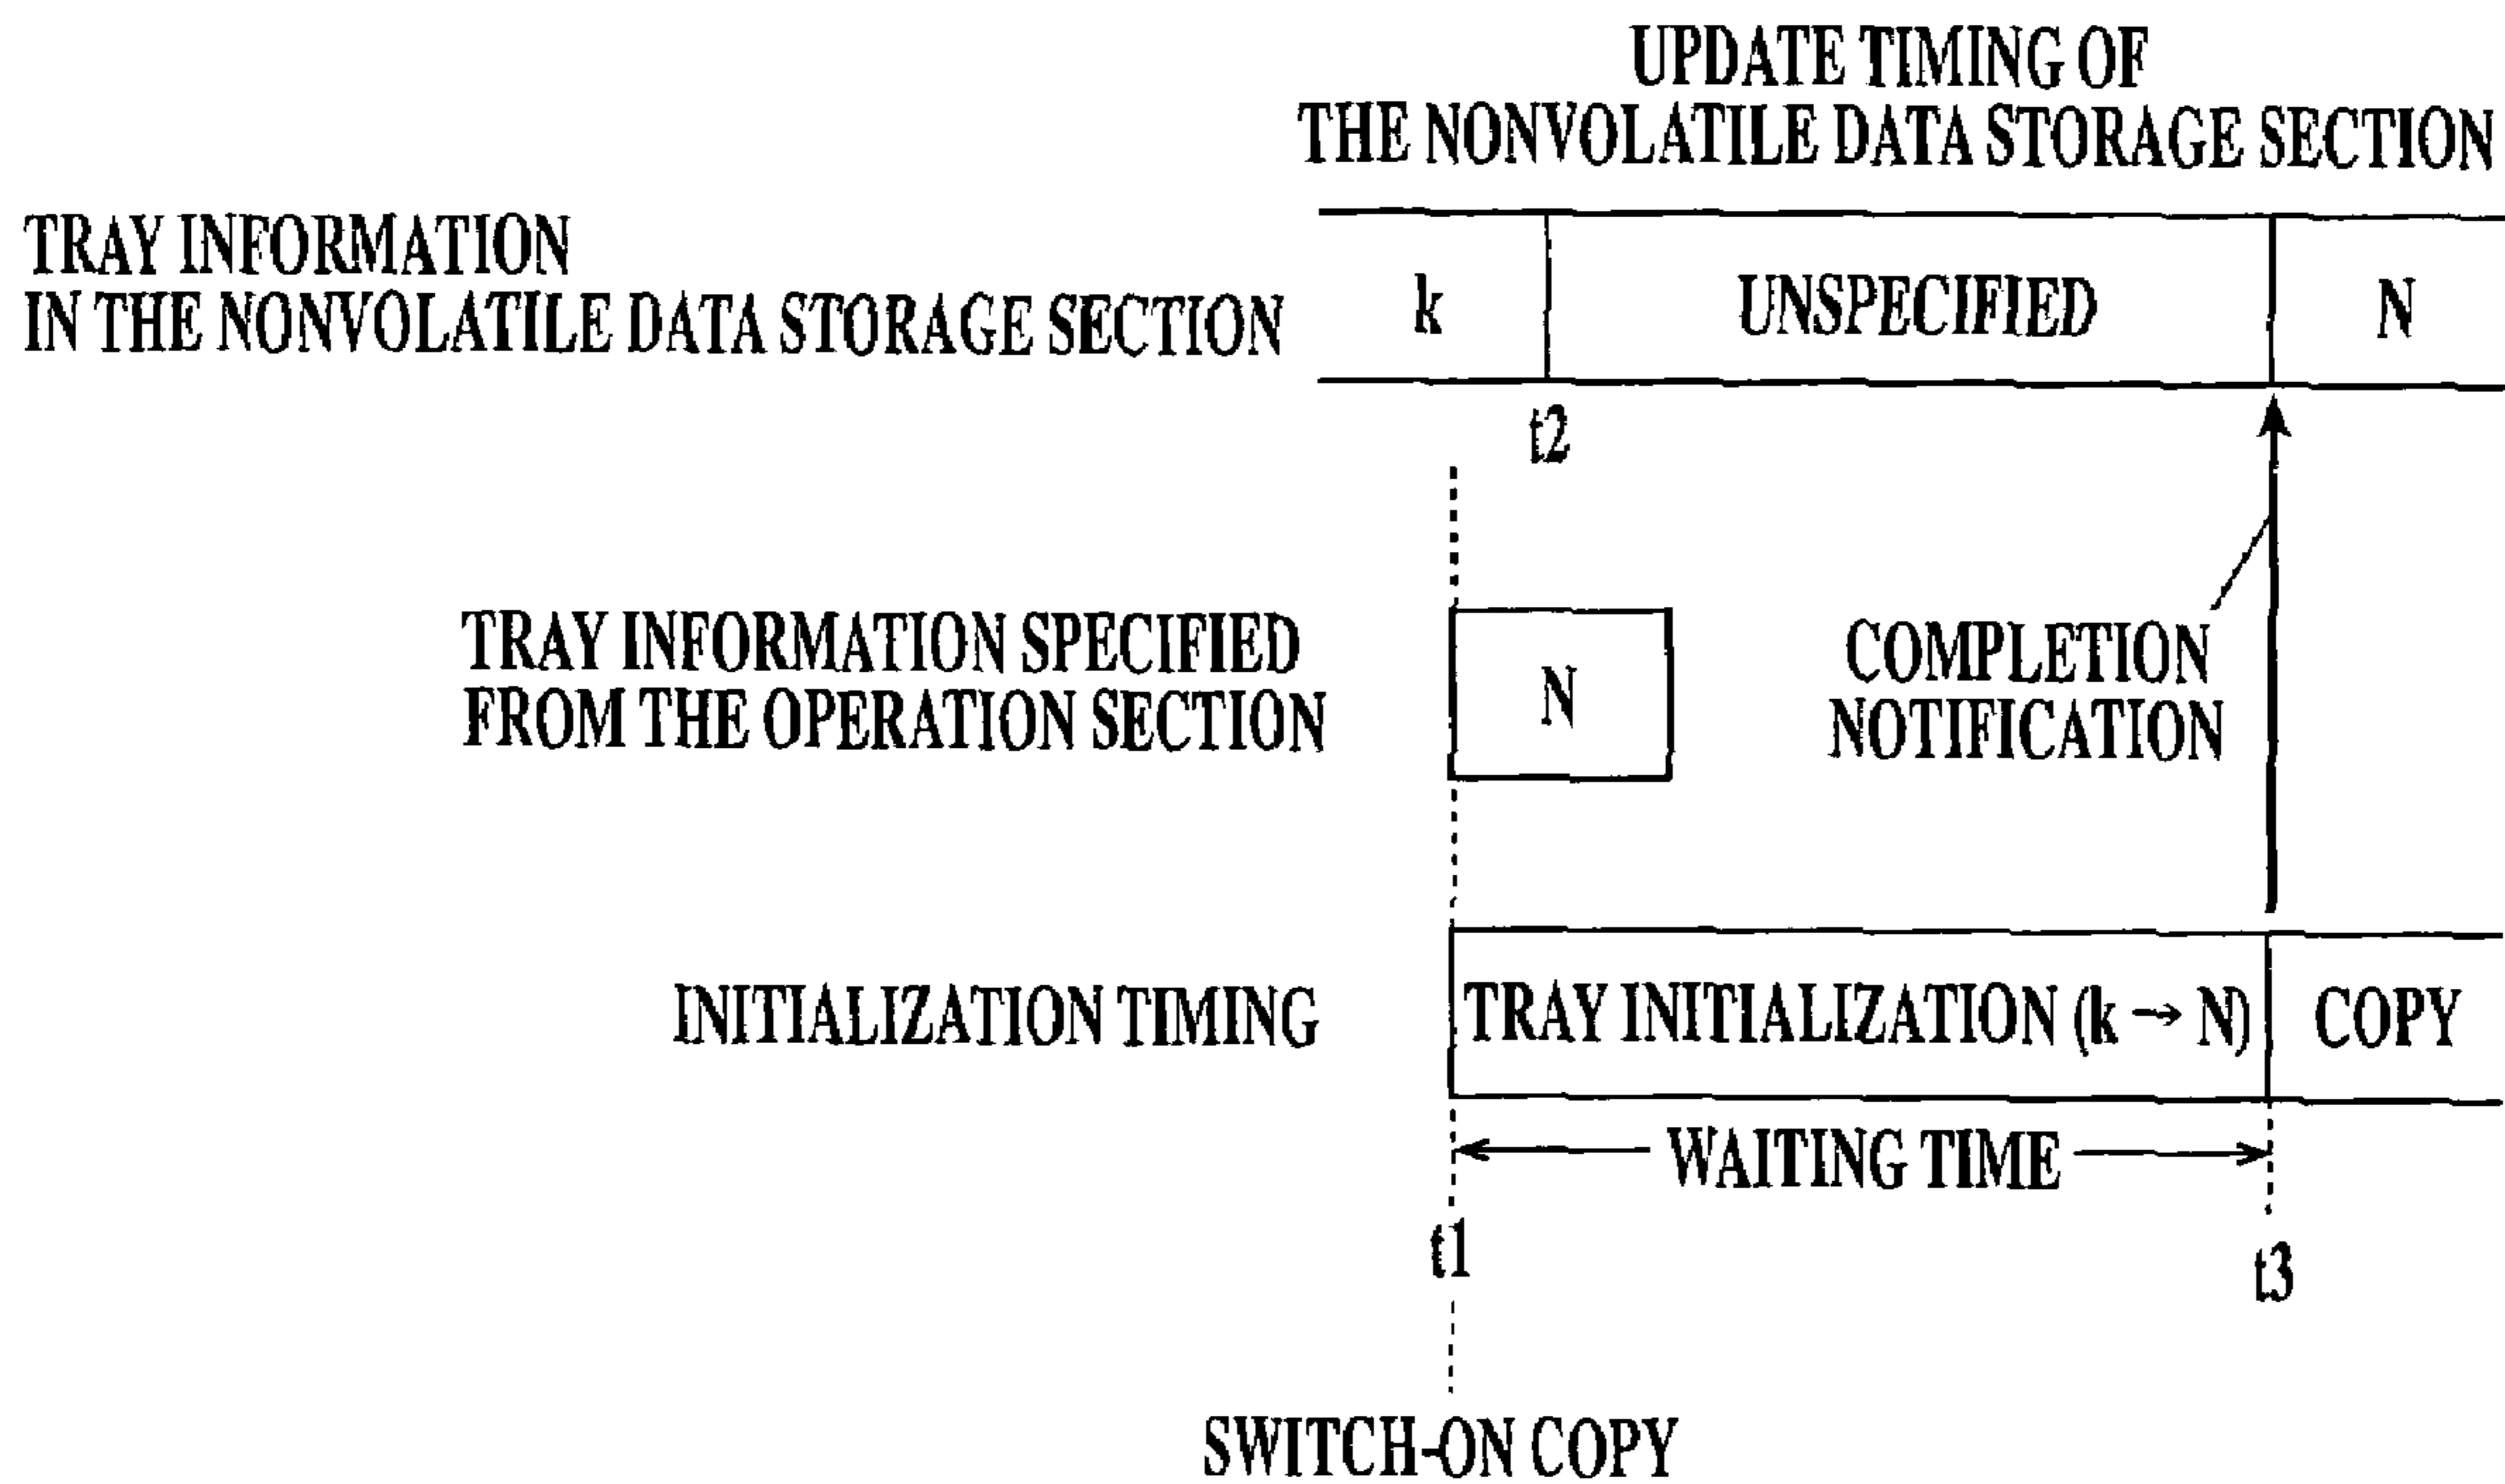 UPDATE TIMING OF
THE NONVOLATILE DATA STORAGE SECTION
TRAY INFORMATION
IN THE NONVOLATILE DATA STORAGE SECTION
k
UNSPECIFIED
N
t2
TRAY INFORMATION SPECIFIED
FROM THE OPERATION SECTION
N
COMPLETION
NOTIFICATION
INITIALIZATION TIMING
TRAY INITIALIZATION (k → N)
COPY
WAITING TIME
t1
t3
SWITCH-ON COPY